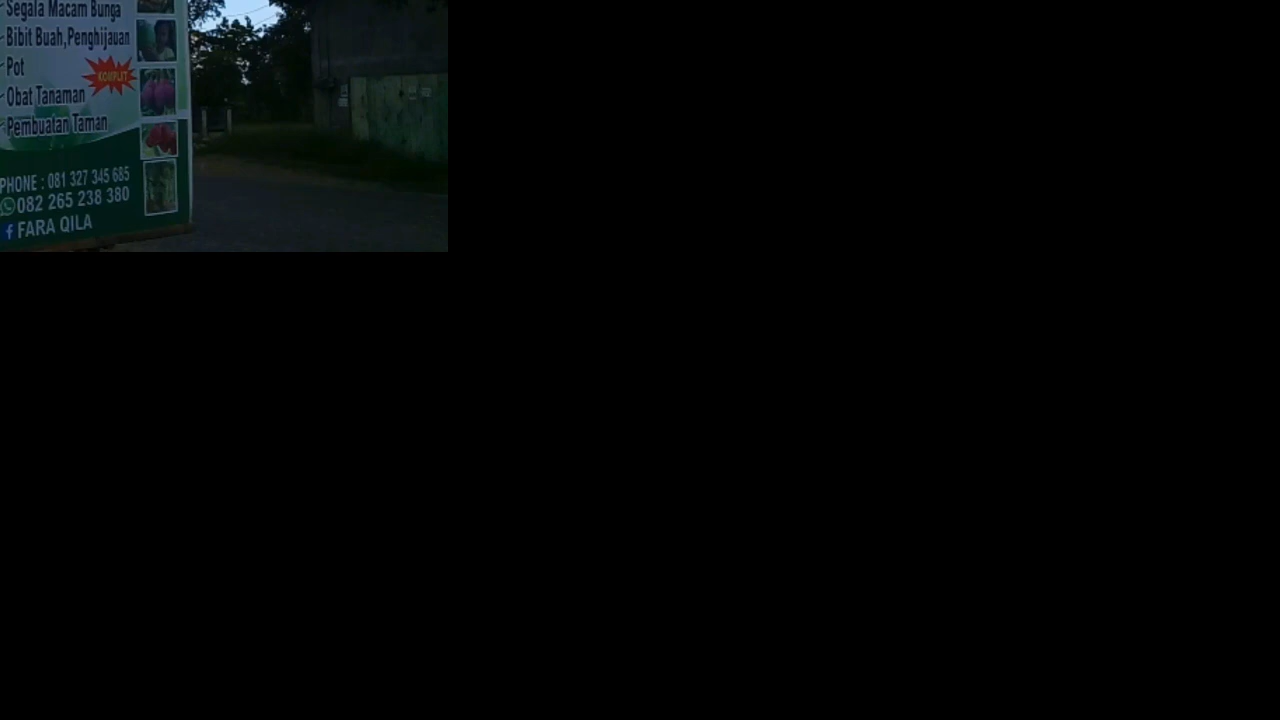 Segala Macam Bunga
Bibit Buah,Penghijauan
Pot
KOMPLIT
Obat Tanaman
Pembuatan Taman
PHONE : 081 327 345 685
082 265 238 380
FARA QILA